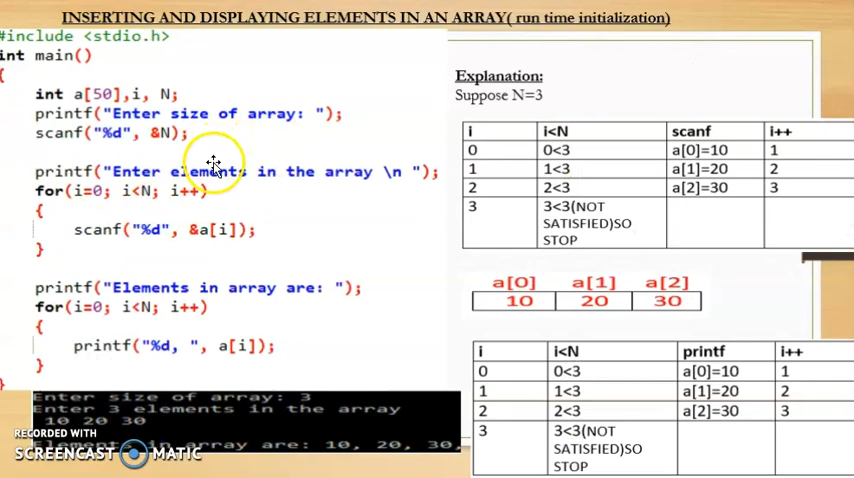 INSERTING AND DISPLAYING ELEMENTS IN AN ARRAY( run time initialization)
#include <stdio.h>
int main()
{
int a[50],i, N;
printf("Enter size of array: ");
scanf("%d", &N);
printf("Enter elements in the array \n ");
for(i=0; i<N; i++)
{
scanf("%d", &a[i]);
}
printf("Elements in array are: ");
for(i=0; i<N; i++)
{
printf("%d, ", a[i]);
}
}
Enter size of array: 3
Enter 3 elements in the array
10 20 30
Elements in array are: 10, 20, 30,
RECORDED WITH
SCREENCAST MATIC
Explanation:
Suppose N=3
i i<N scanf i++
0 0<3 a[0]=10 1
1 1<3 a[1]=20 2
2 2<3 a[2]=30 3
3 3<3(NOT
SATISFIED)SO
STOP
a[0] a[1] a[2]
10 20 30
i i<N printf i++
0 0<3 a[0]=10 1
1 1<3 a[1]=20 2
2 2<3 a[2]=30 3
3 3<3(NOT
SATISFIED)SO
STOP